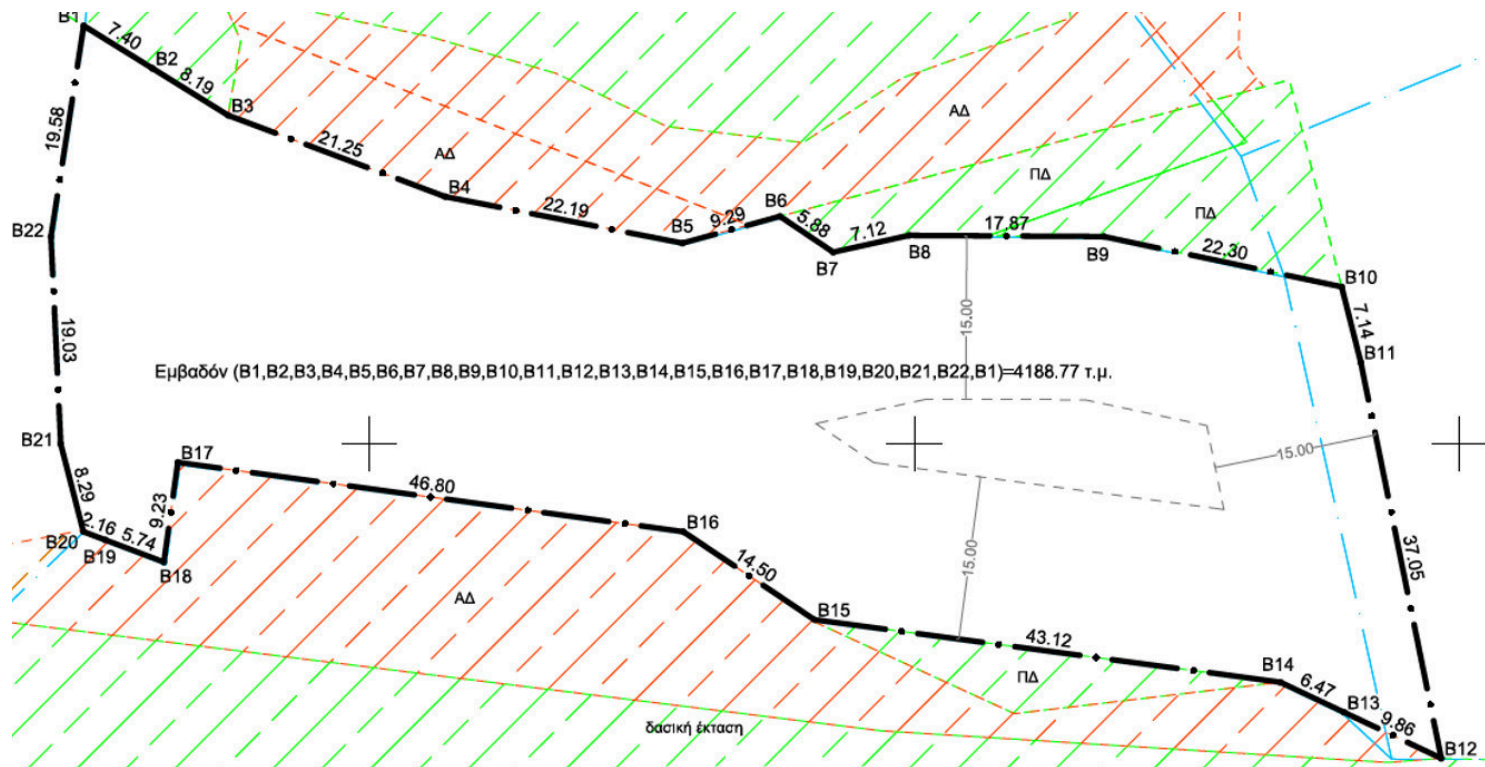 B1
7.40
B2
8.19
B3
19.58
21.25
ΑΔ
B4
22.19
B5
9.29
B6
5.88
ΑΔ
ΠΔ
ΠΔ
B7
7.12
B8
17.87
B9
22.30
B10
7.14
B11
B22
19.03
15.00
Εμβαδόν (B1,B2,B3,B4,B5,B6,B7,B8,B9,B10,B11,B12,B13,B14,B15,B16,B17,B18,B19,B20,B21,B22,B1)=4188.77 τ.μ.
B21
B17
8.29
9.23
46.80
15.00
B20
2.16
B19
5.74
B18
B16
14.50
15.00
37.05
ΑΔ
B15
43.12
ΠΔ
B14
6.47
B13
9.86
B12
δασική έκταση